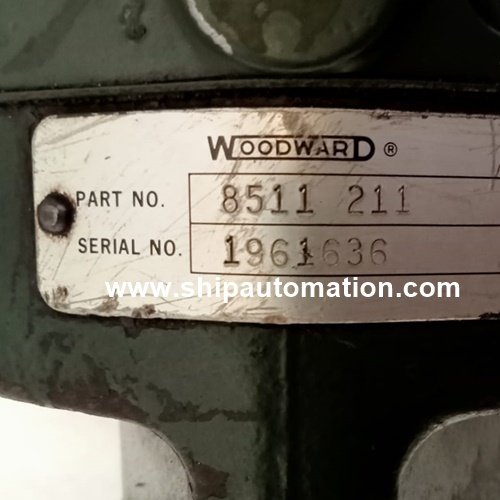 WOODWARD ®
PART NO. 8511 211
SERIAL NO. 1961636
www.shipautomation.com